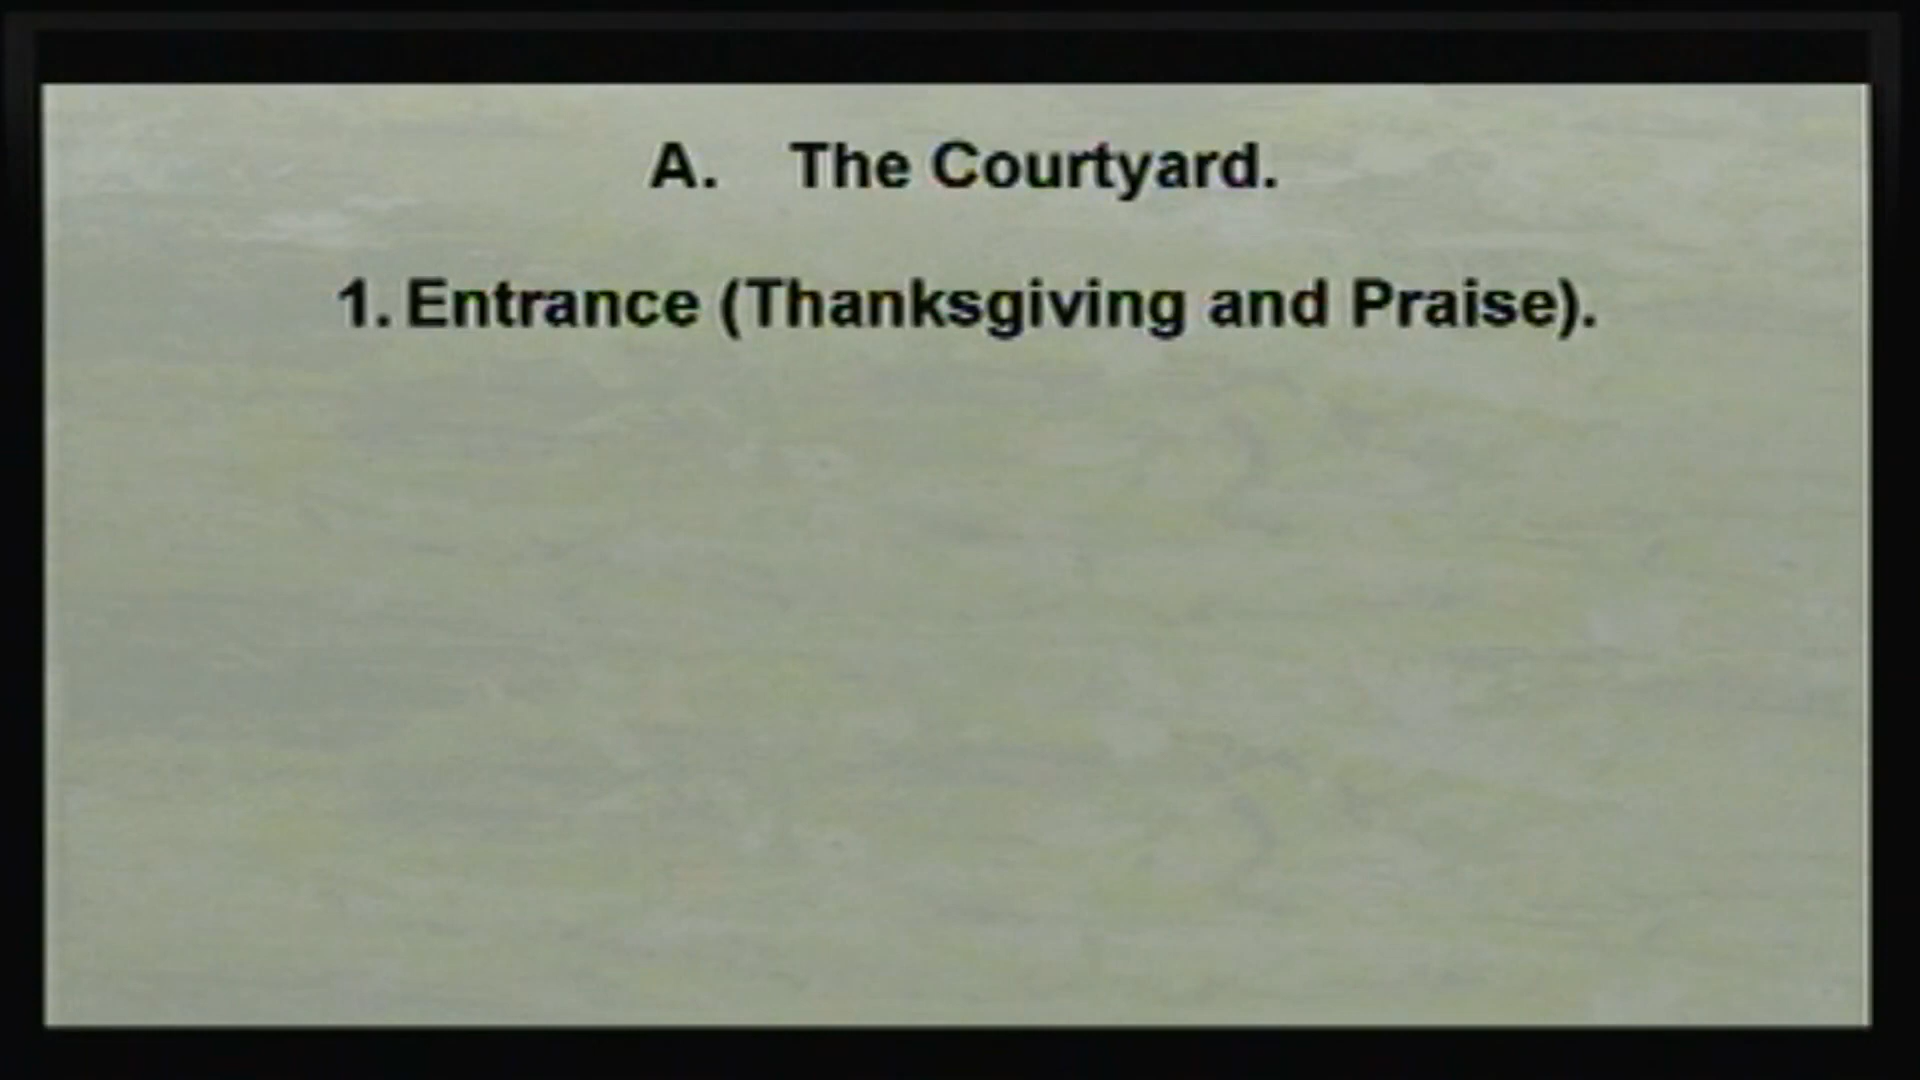 A. The Courtyard.
1. Entrance (Thanksgiving and Praise).